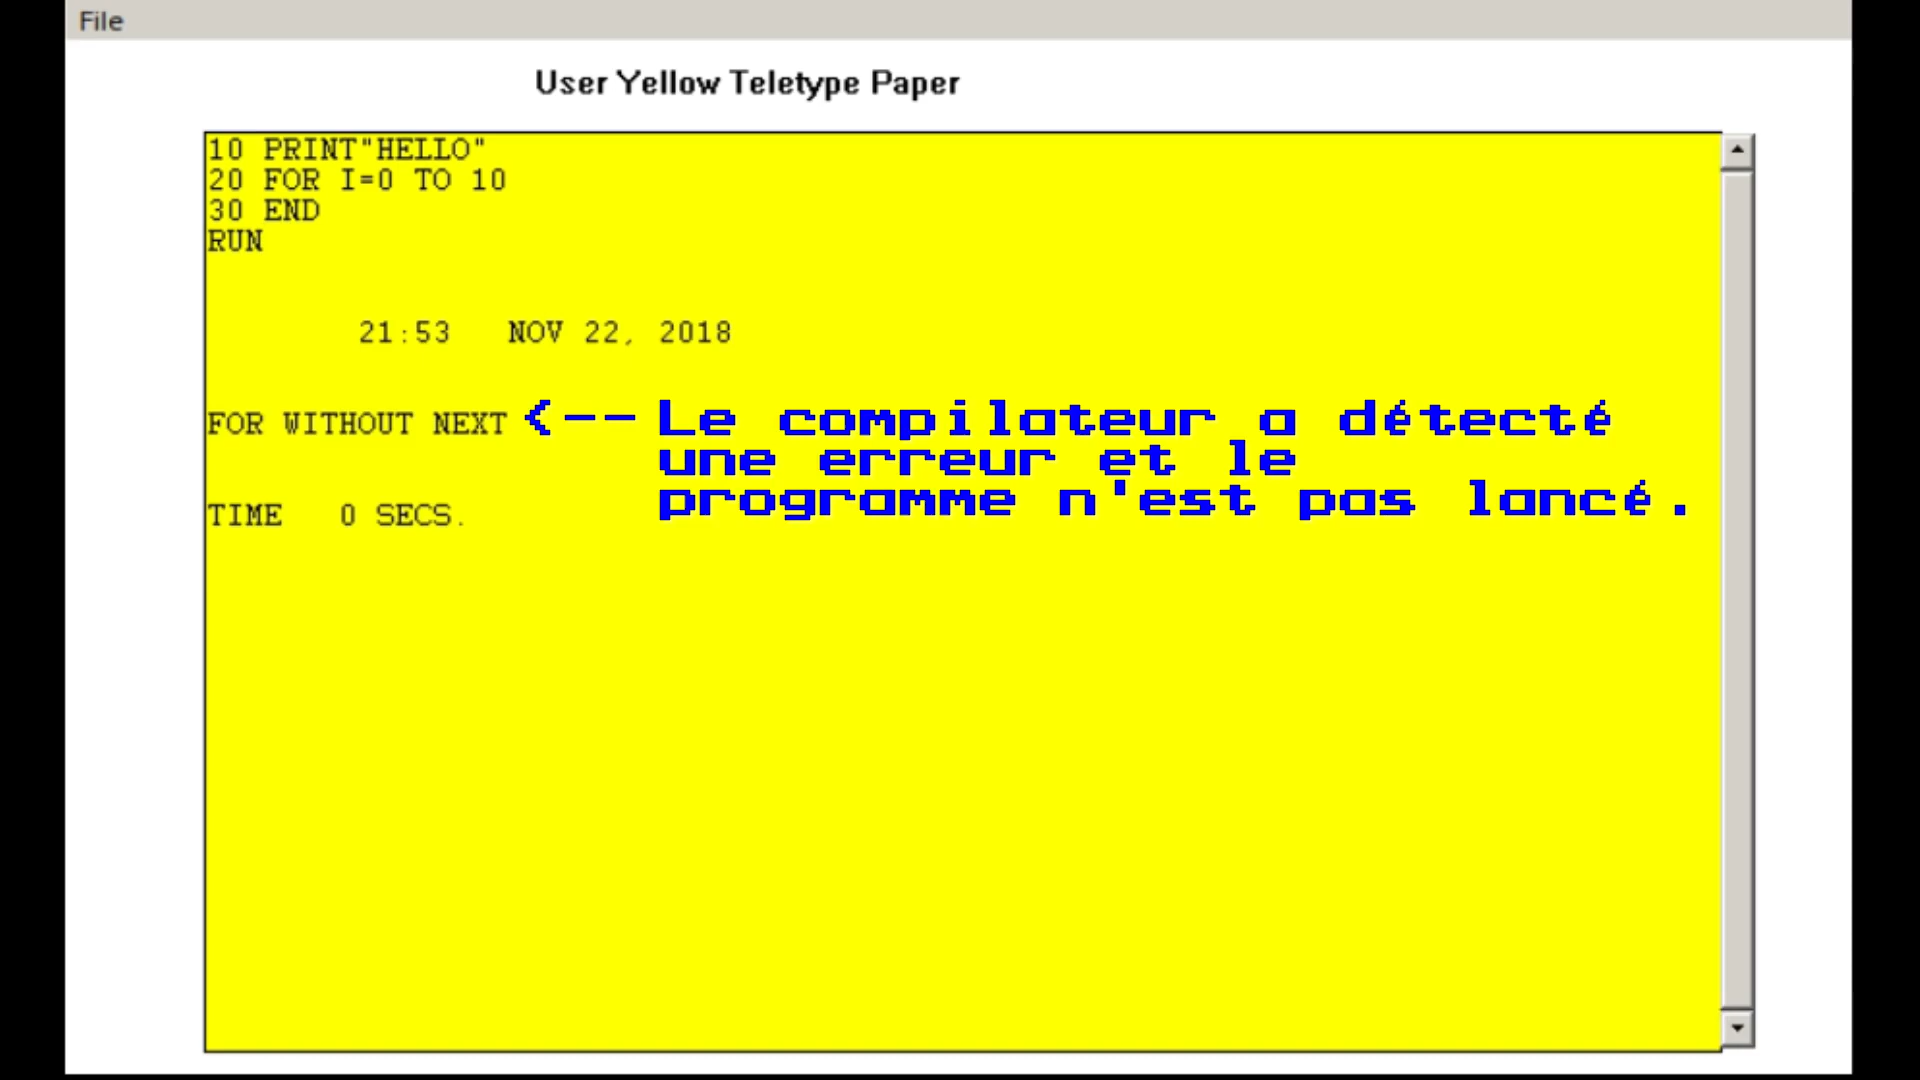 File
User Yellow Teletype Paper
10 PRINT"HELLO"
20 FOR I=0 TO 10
30 END
RUN
21:53 NOV 22, 2018
FOR WITHOUT NEXT <-- Le compilateur a détecté
une erreur et le
programme n'est pas lancé.
TIME 0 SECS.